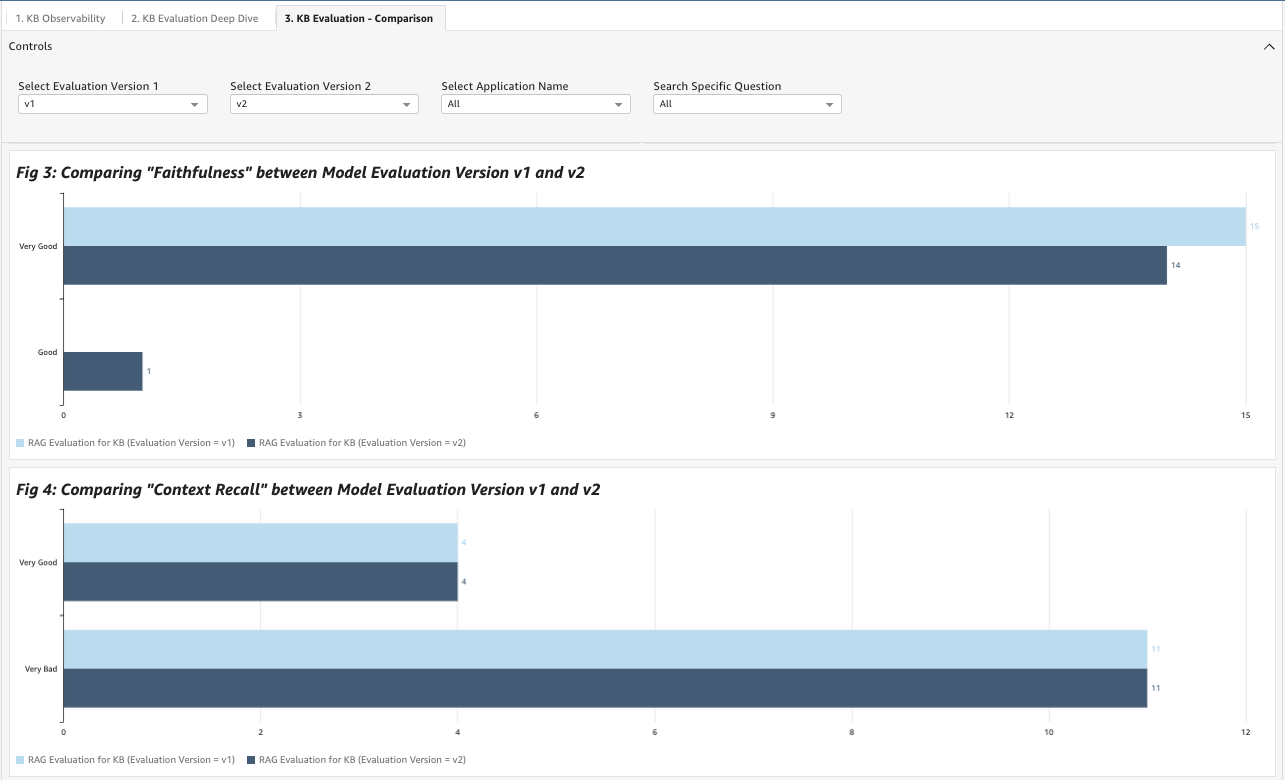 1. KB Observability 2. KB Evaluation Deep Dive 3. KB Evaluation - Comparison
Controls
Select Evaluation Version 1 Select Evaluation Version 2 Select Application Name Search Specific Question
v1 v2 All All
Fig 3: Comparing "Faithfulness" between Model Evaluation Version v1 and v2
15
Very Good
14
Good
1
0 3 6 9 12 15
RAG Evaluation for KB (Evaluation Version = v1) RAG Evaluation for KB (Evaluation Version = v2)
Fig 4: Comparing "Context Recall" between Model Evaluation Version v1 and v2
4
Very Good
4
11
Very Bad
11
0 2 4 6 8 10 12
RAG Evaluation for KB (Evaluation Version = v1) RAG Evaluation for KB (Evaluation Version = v2)